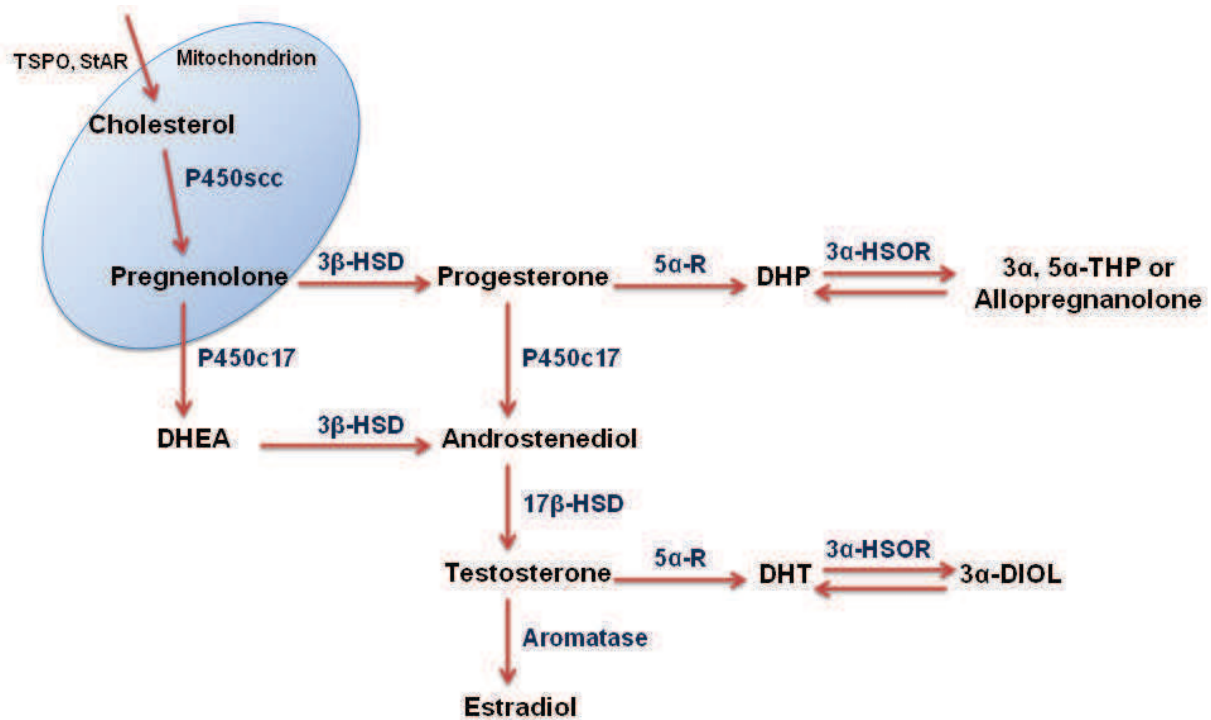 TSPO, StAR
Mitochondrion
Cholesterol
P450scc
Pregnenolone
3β-HSD
Progesterone
5α-R
DHP
3α-HSOR
3α, 5α-THP or
Allopregnanolone
P450c17
P450c17
DHEA
3β-HSD
Androstenediol
17β-HSD
Testosterone
5α-R
DHT
3α-HSOR
3α-DIOL
Aromatase
Estradiol